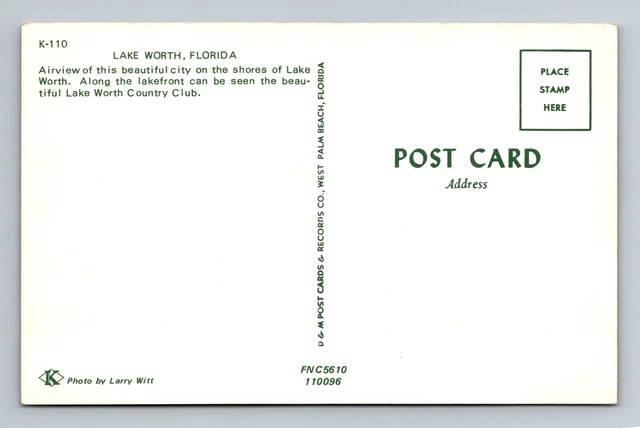 K-110
LAKE WORTH, FLORIDA
Airview of this beautiful city on the shores of Lake
Worth. Along the lakefront can be seen the beau-
tiful Lake Worth Country Club.
D & M POST CARDS & RECORDS CO., WEST PALM BEACH, FLORIDA
PLACE
STAMP
HERE
POST CARD
Address
K
Photo by Larry Witt
FNC5610
110096